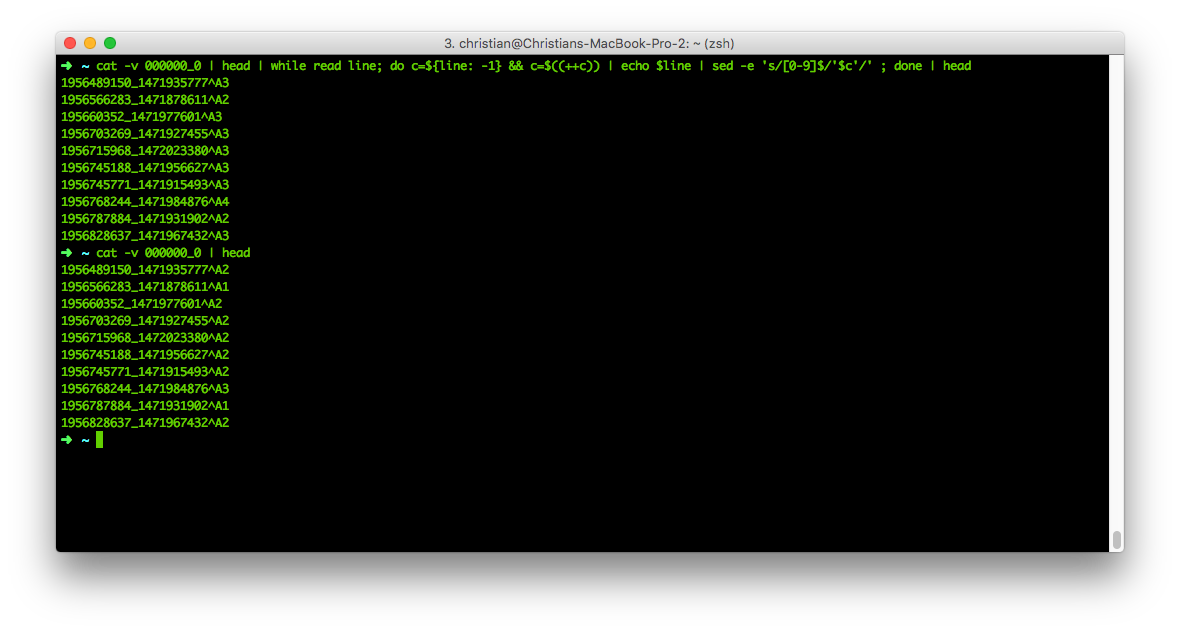 3. christian@Christians-MacBook-Pro-2: ~ (zsh)
➜ ~ cat -v 000000_0 | head | while read line; do c=${line: -1} && c=$((++c)) | echo $line | sed -e 's/[0-9]$/'$c'/' ; done | head
1956489150_1471935777^A3
1956566283_1471878611^A2
195660352_1471977601^A3
1956703269_1471927455^A3
1956715968_1472023380^A3
1956745188_1471956627^A3
1956745771_1471915493^A3
1956768244_1471984876^A4
1956787884_1471931902^A2
1956828637_1471967432^A3
➜ ~ cat -v 000000_0 | head
1956489150_1471935777^A2
1956566283_1471878611^A1
195660352_1471977601^A2
1956703269_1471927455^A2
1956715968_1472023380^A2
1956745188_1471956627^A2
1956745771_1471915493^A2
1956768244_1471984876^A3
1956787884_1471931902^A1
1956828637_1471967432^A2
➜ ~